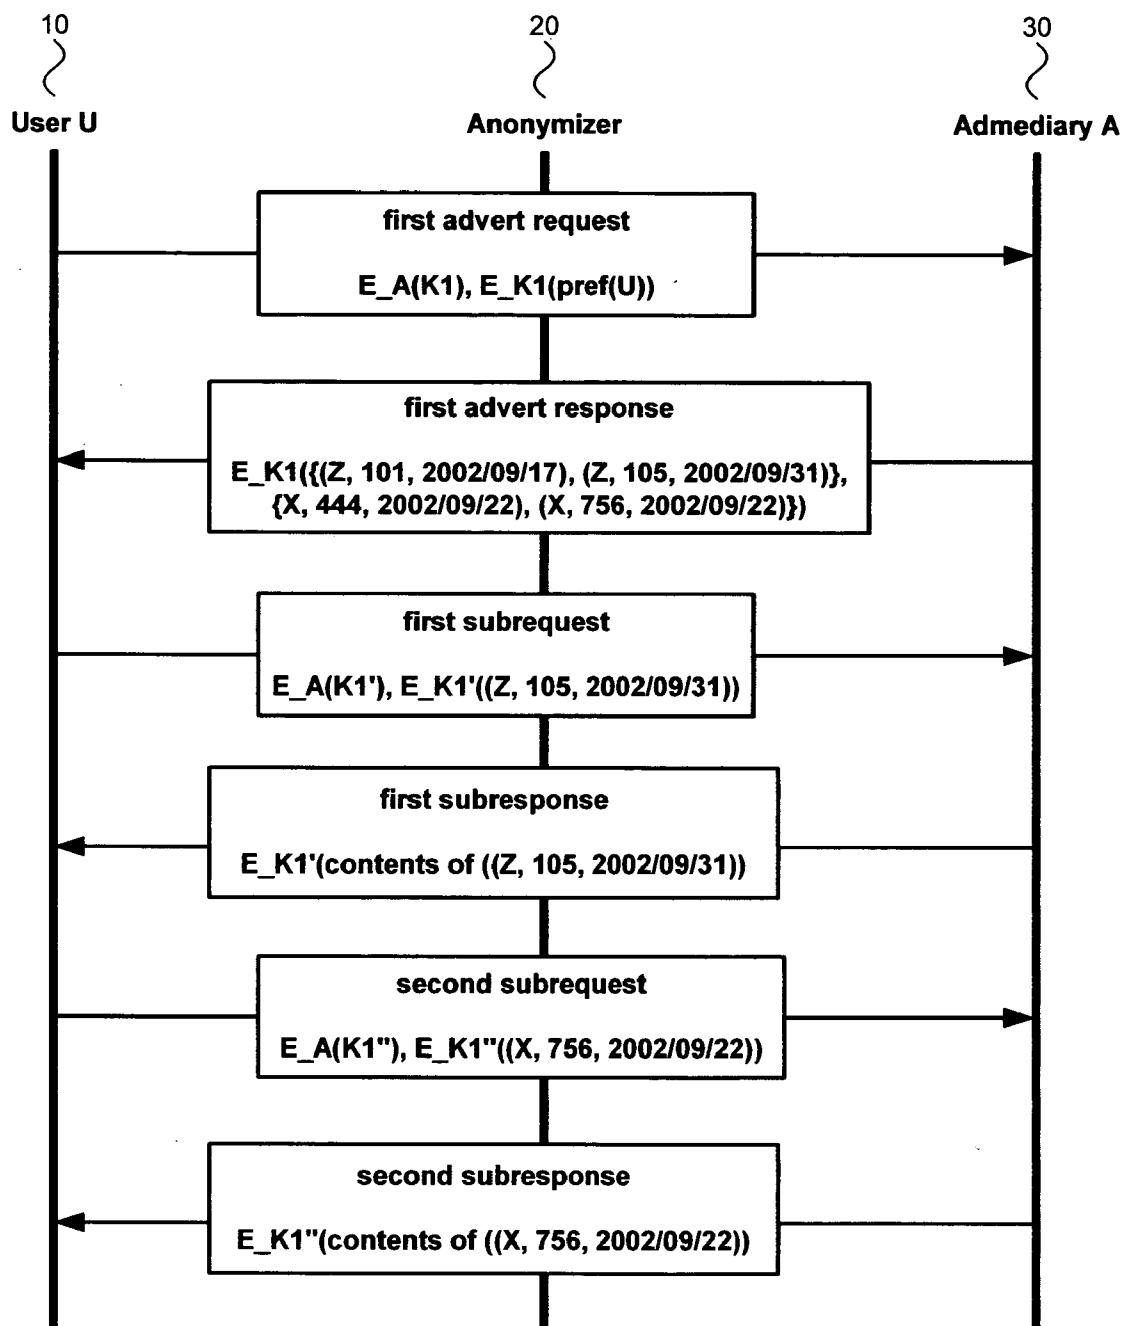 10
20
30
User U
Anonymizer
Admediary A
first advert request
E_A(K1), E_K1(pref(U))
first advert response
E_K1({(Z, 101, 2002/09/17), (Z, 105, 2002/09/31)},
{X, 444, 2002/09/22), (X, 756, 2002/09/22)})
first subrequest
E_A(K1'), E_K1'((Z, 105, 2002/09/31))
first subresponse
E_K1'(contents of ((Z, 105, 2002/09/31))
second subrequest
E_A(K1"), E_K1"((X, 756, 2002/09/22))
second subresponse
E_K1"(contents of ((X, 756, 2002/09/22))